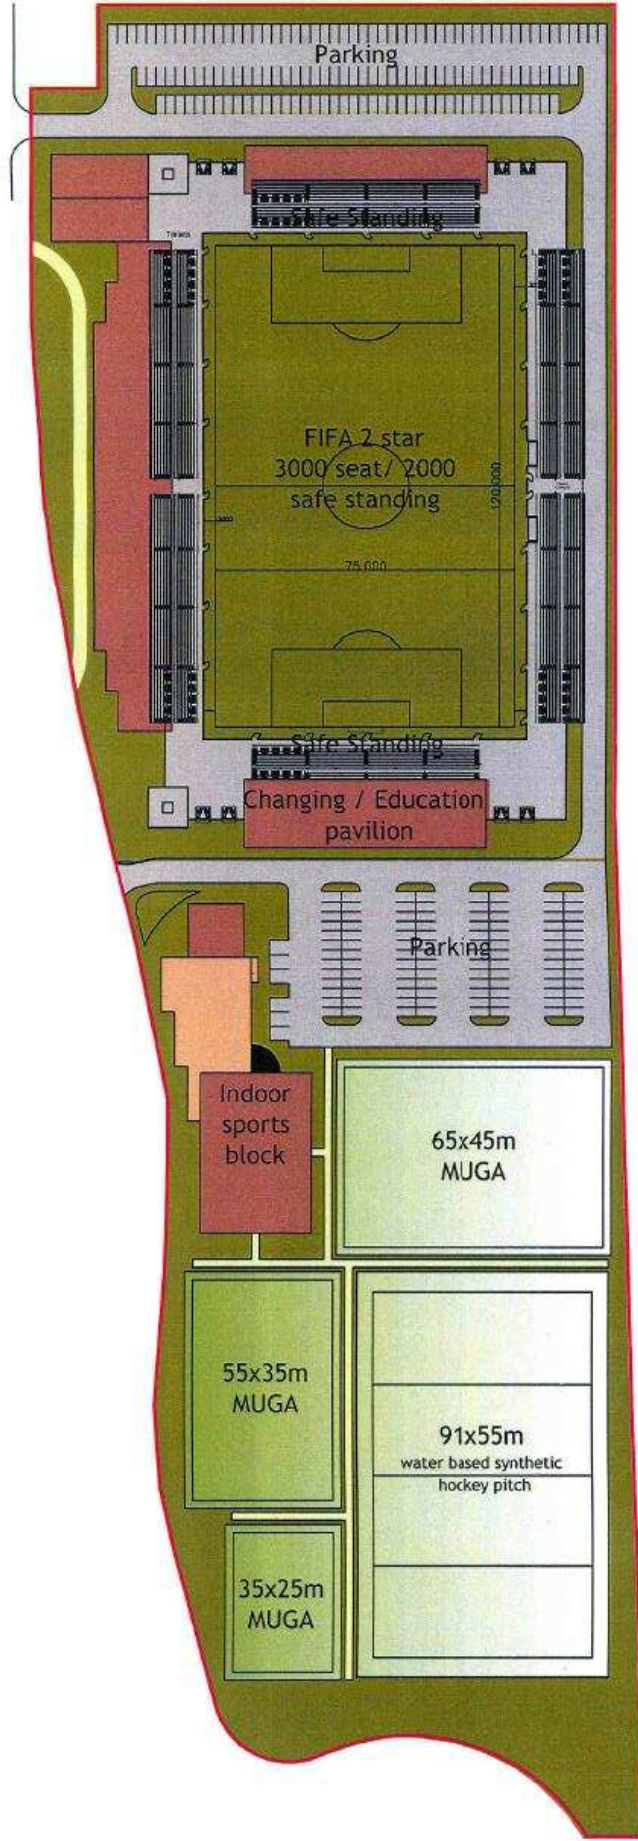 Parking
Safe Standing
Toilets
FIFA 2 star
3000 seat/ 2000
safe standing
120,000
75,000
Safe Standing
Changing / Education
pavilion
Parking
Indoor
sports
block
65x45m
MUGA
55x35m
MUGA
91x55m
water based synthetic
hockey pitch
35x25m
MUGA